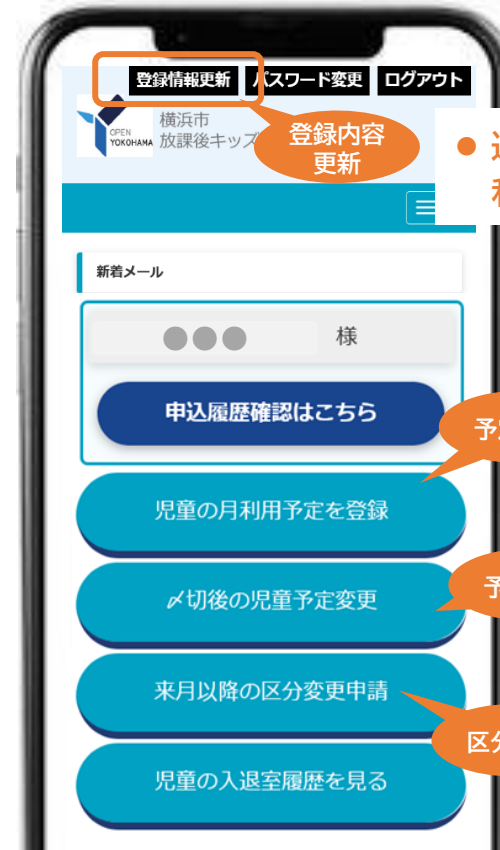 登録情報更新 パスワード変更 ログアウト
OPEN
YOKOHAMA
横浜市
放課後キッズ
登録内容
更新
新着メール
●●● 様
申込履歴確認はこちら
児童の月利用予定を登録
〆切後の児童予定変更
来月以降の区分変更申請
区分
児童の入退室履歴を見る